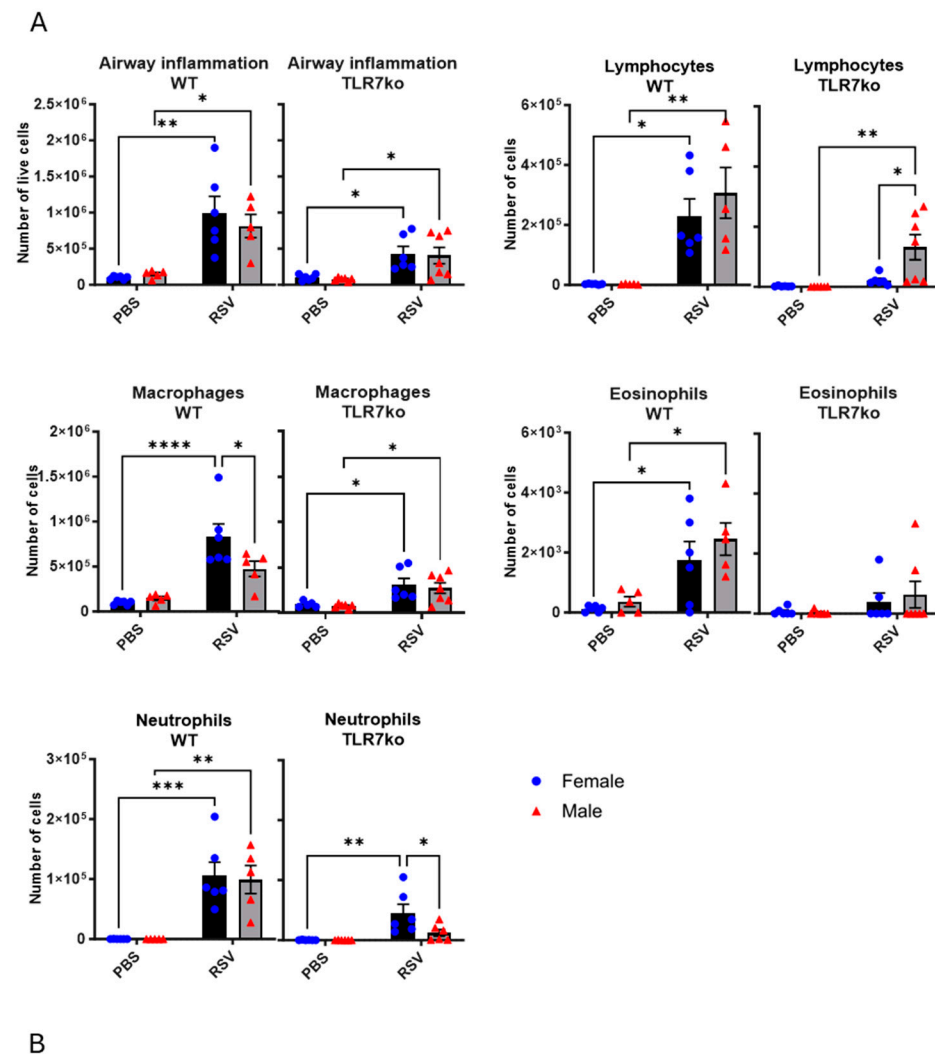 A
Airway inflammation
WT
Airway inflammation
TLR7ko
Number of live cells
2.5×10⁶
2×10⁶
1.5×10⁶
1×10⁶
5×10⁵
0
**
*
*
*
PBS
RSV
PBS
RSV
Lymphocytes
WT
Lymphocytes
TLR7ko
Number of cells
6×10⁵
4×10⁵
2×10⁵
0
*
**
**
*
PBS
RSV
PBS
RSV
Macrophages
WT
Macrophages
TLR7ko
Number of cells
2×10⁶
1.5×10⁶
1×10⁶
5×10⁵
0
****
*
*
*
PBS
RSV
PBS
RSV
Eosinophils
WT
Eosinophils
TLR7ko
Number of cells
6×10³
4×10³
2×10³
0
*
*
PBS
RSV
PBS
RSV
Neutrophils
WT
Neutrophils
TLR7ko
Number of cells
3×10⁵
2×10⁵
1×10⁵
0
***
**
**
*
PBS
RSV
PBS
RSV
Female
Male
B